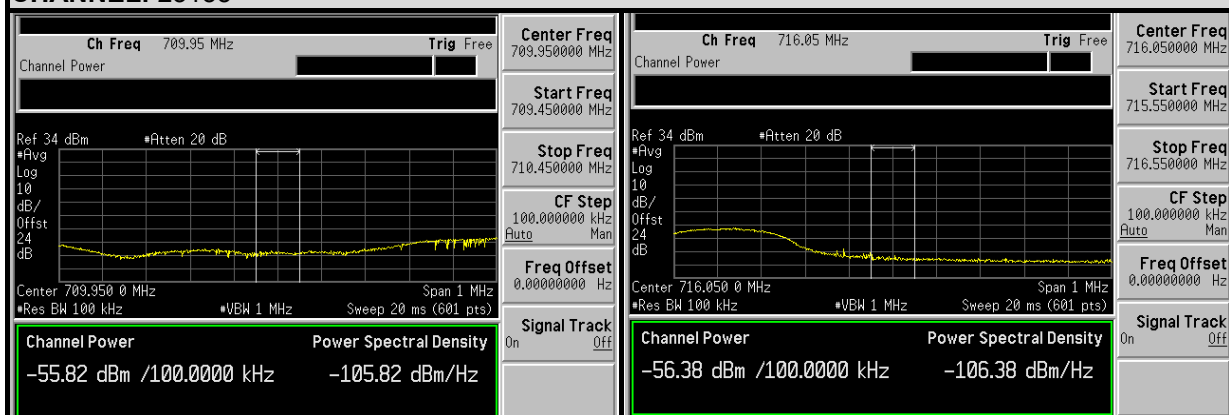 Ch Freq 709.95 MHz Trig Free
Channel Power
Ref 34 dBm #Atten 20 dB
#Avg
Log
10
dB/
Offst
24
dB
Center 709.950 0 MHz Span 1 MHz
#Res BW 100 kHz #VBW 1 MHz Sweep 20 ms (601 pts)
Channel Power Power Spectral Density
-55.82 dBm /100.0000 kHz -105.82 dBm/Hz
Center Freq
709.950000 MHz
Start Freq
709.450000 MHz
Stop Freq
710.450000 MHz
CF Step
100.000000 kHz
Auto Man
Freq Offset
0.00000000 Hz
Signal Track
On Off
Ch Freq 716.05 MHz Trig Free
Channel Power
Ref 34 dBm #Atten 20 dB
#Avg
Log
10
dB/
Offst
24
dB
Center 716.050 0 MHz Span 1 MHz
#Res BW 100 kHz #VBW 1 MHz Sweep 20 ms (601 pts)
Channel Power Power Spectral Density
-56.38 dBm /100.0000 kHz -106.38 dBm/Hz
Center Freq
716.050000 MHz
Start Freq
715.550000 MHz
Stop Freq
716.550000 MHz
CF Step
100.000000 kHz
Auto Man
Freq Offset
0.00000000 Hz
Signal Track
On Off